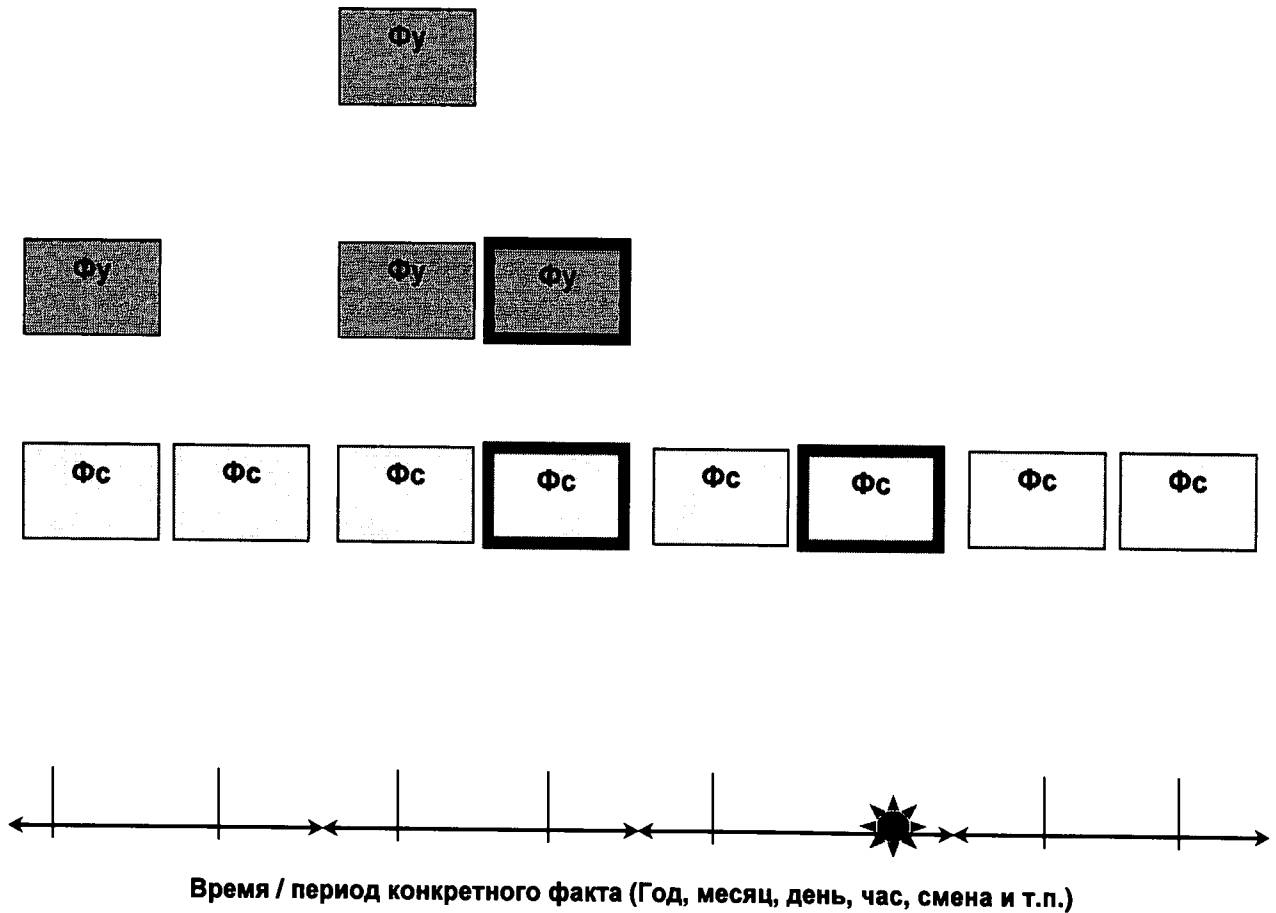 Фу
Фу Фу Фу
Фс Фс Фс Фс Фс Фс Фс Фс
Время / период конкретного факта (Год, месяц, день, час, смена и т.п.)